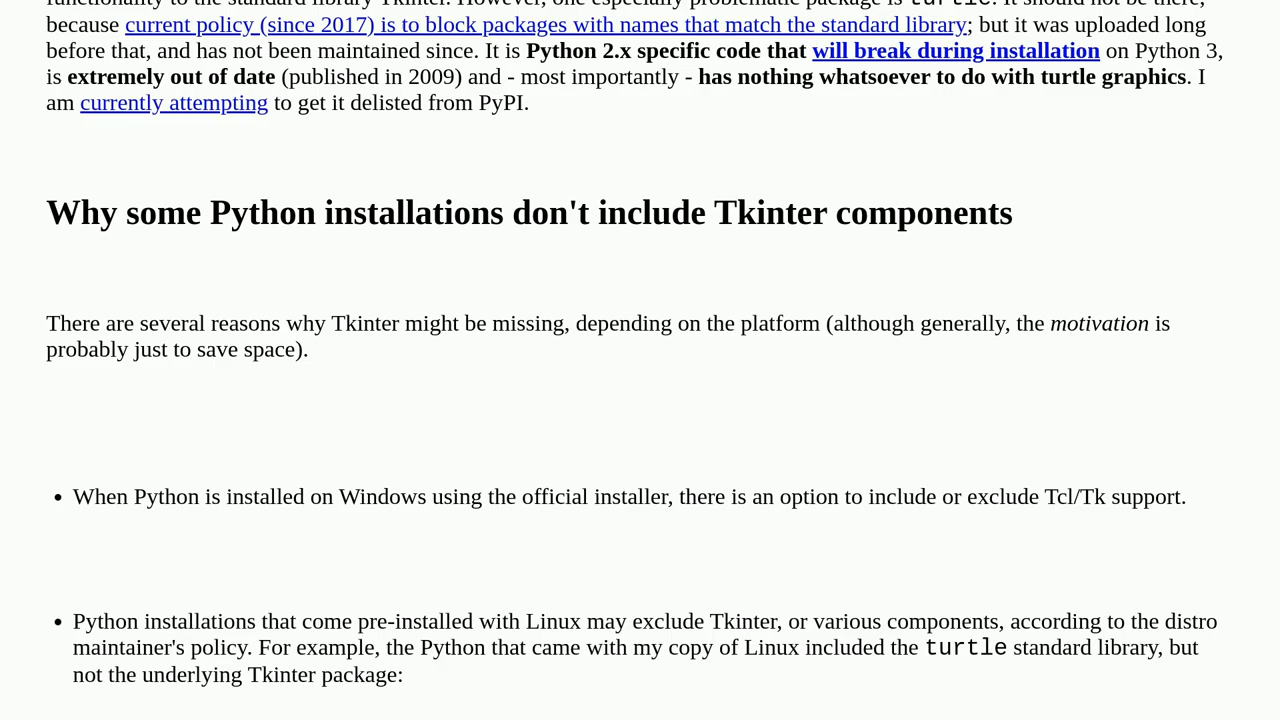 functionality to the standard library Tkinter. However, one especially problematic package is turtle. It should not be there,
because current policy (since 2017) is to block packages with names that match the standard library; but it was uploaded long
before that, and has not been maintained since. It is Python 2.x specific code that will break during installation on Python 3,
is extremely out of date (published in 2009) and - most importantly - has nothing whatsoever to do with turtle graphics. I
am currently attempting to get it delisted from PyPI.
Why some Python installations don't include Tkinter components
There are several reasons why Tkinter might be missing, depending on the platform (although generally, the motivation is
probably just to save space).
• When Python is installed on Windows using the official installer, there is an option to include or exclude Tcl/Tk support.
• Python installations that come pre-installed with Linux may exclude Tkinter, or various components, according to the distro
maintainer's policy. For example, the Python that came with my copy of Linux included the turtle standard library, but
not the underlying Tkinter package: